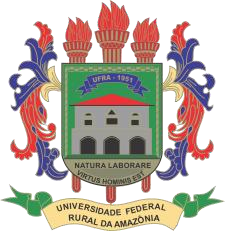 UFRA - 1951
NATURA LABORARE
VIRTUS HOMINIS EST
UNIVERSIDADE FEDERAL
RURAL DA AMAZÔNIA